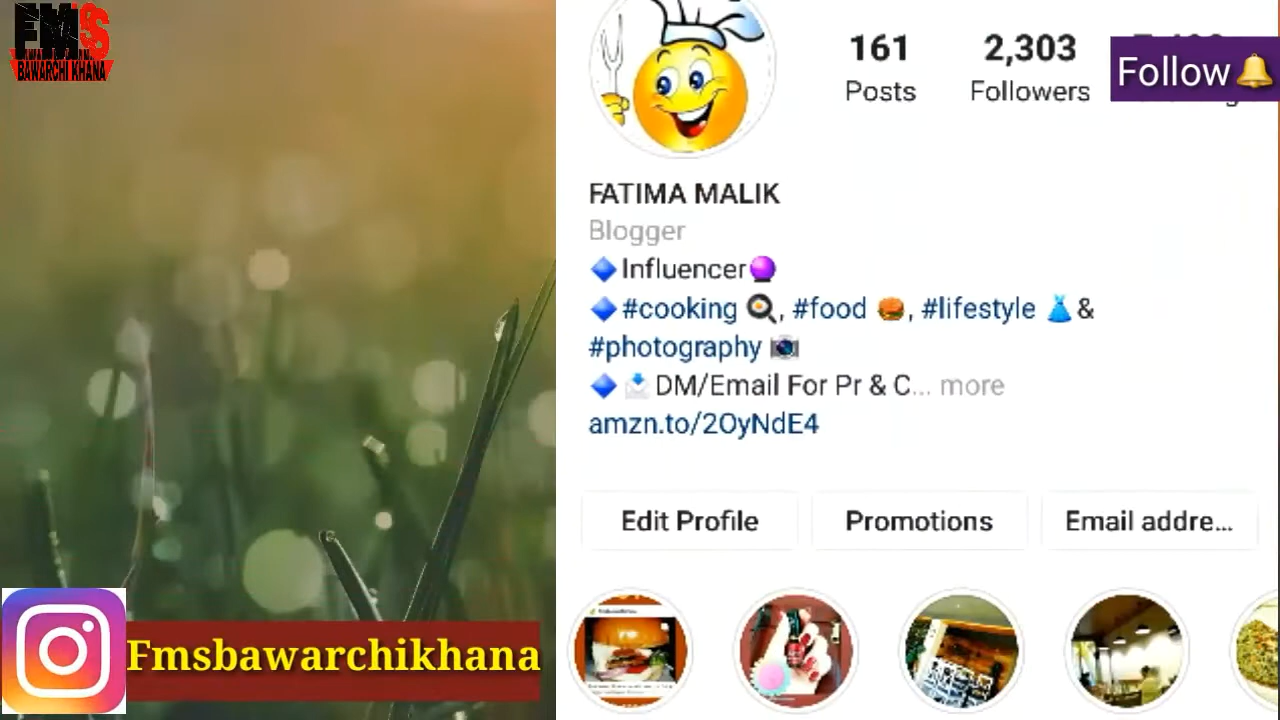 FMS
BAWARCHI KHANA
161
Posts
2,303
Followers
Follow🔔
FATIMA MALIK
Blogger
🔷Influencer🔮
🔷#cooking 🍳, #food 🍔, #lifestyle 👗&
#photography 📷
🔷 📩 DM/Email For Pr & C... more
amzn.to/2OyNdE4
Edit Profile
Promotions
Email addre...
Fmsbawarchikhana